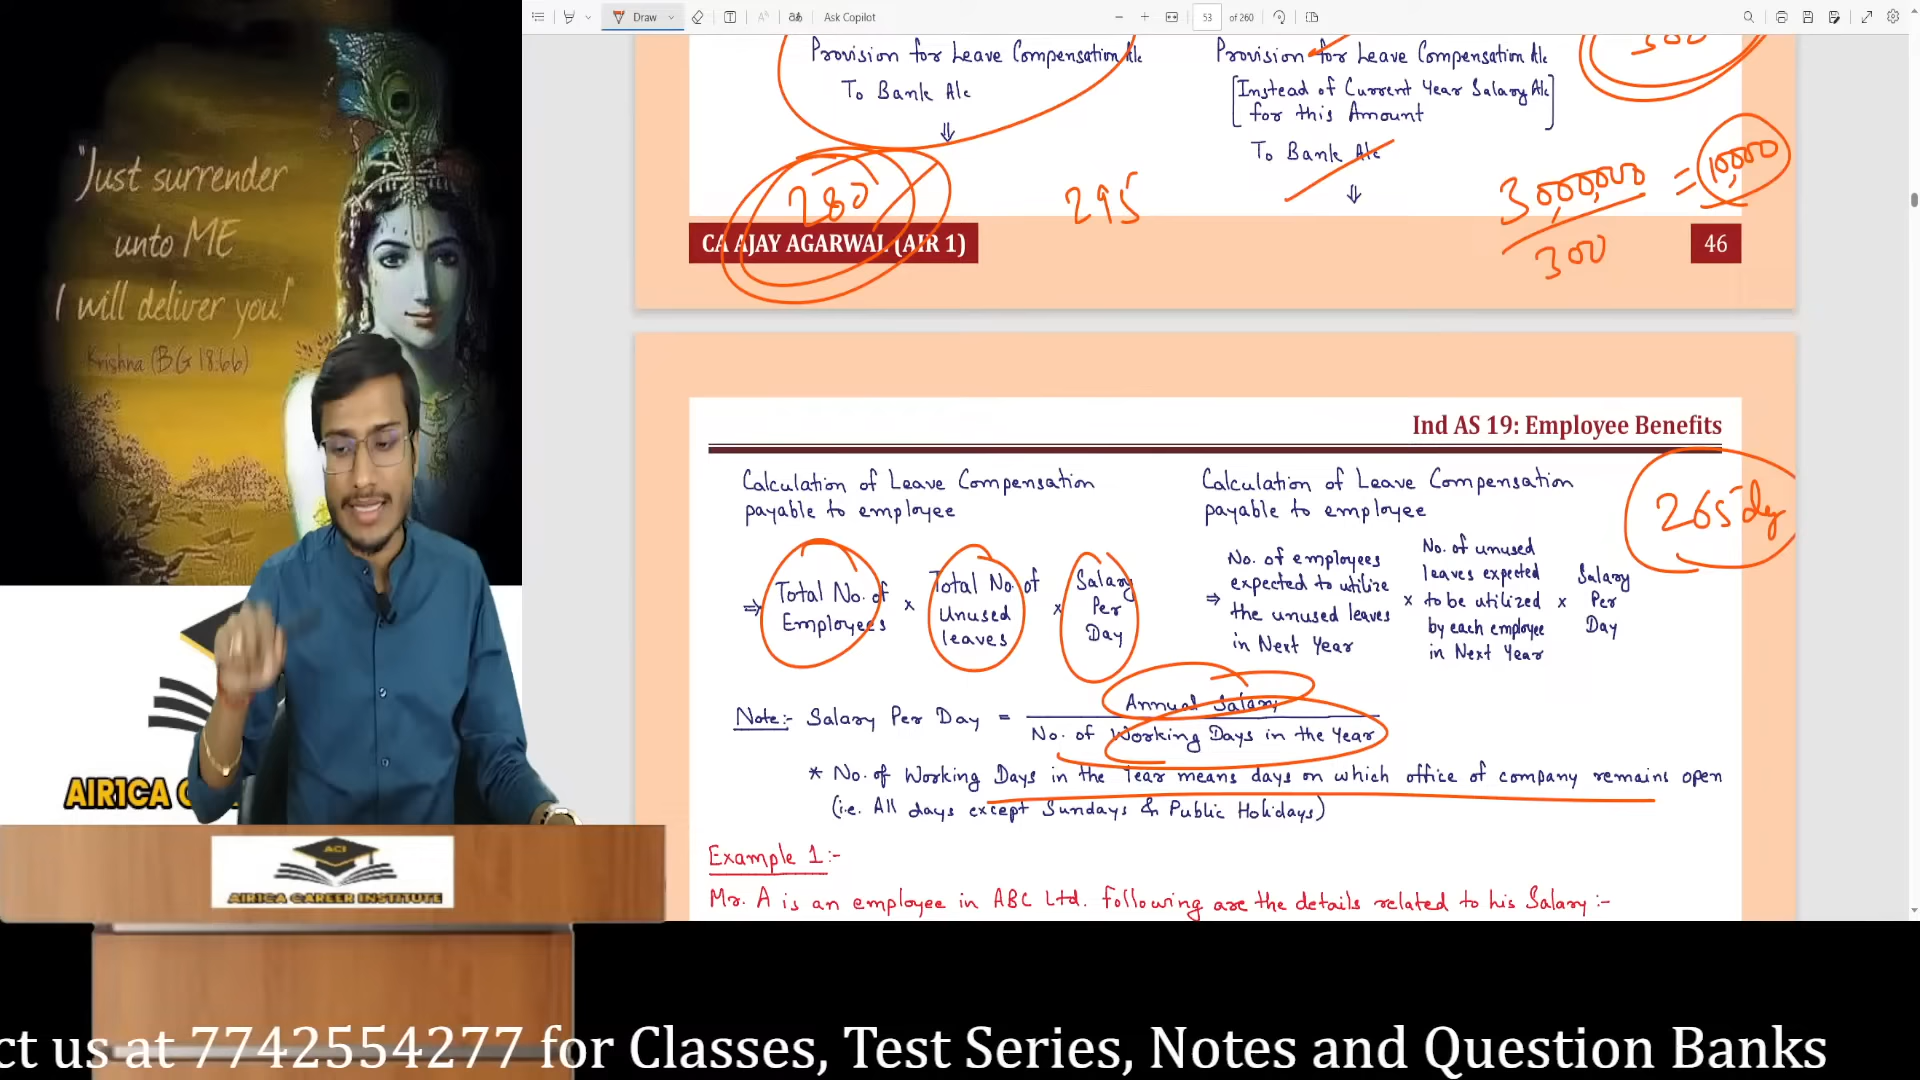 Draw
Ask Copilot
53 of 260
"Just surrender
unto ME
I will deliver you!"
Krishna (BG 18:66)
Provision for Leave Compensation A/c
To Bank A/c
⇓
280
295
Provision for Leave Compensation A/c
[Instead of Current Year Salary A/c
for this Amount]
To Bank A/c
⇓
300
30,00,000 / 300 = 10,000
CA AJAY AGARWAL (AIR 1)
46
Ind AS 19: Employee Benefits
Calculation of Leave Compensation
payable to employee
⇒ Total No. of Employees × Total No. of Unused leaves × Salary Per Day
Calculation of Leave Compensation
payable to employee
⇒ No. of employees expected to utilize the unused leaves in Next Year × No. of unused leaves expected to be utilized by each employee in Next Year × Salary Per Day
265 day
Note:- Salary Per Day = Annual Salary / No. of Working Days in the Year
* No. of Working Days in the Year means days on which office of company remains open
(i.e. All days except Sundays & Public Holidays)
Example 1:-
Mr. A is an employee in ABC Ltd. Following are the details related to his Salary:-
AIR1CA C
ACI
AIR1CA CAREER INSTITUTE
ct us at 7742554277 for Classes, Test Series, Notes and Question Banks